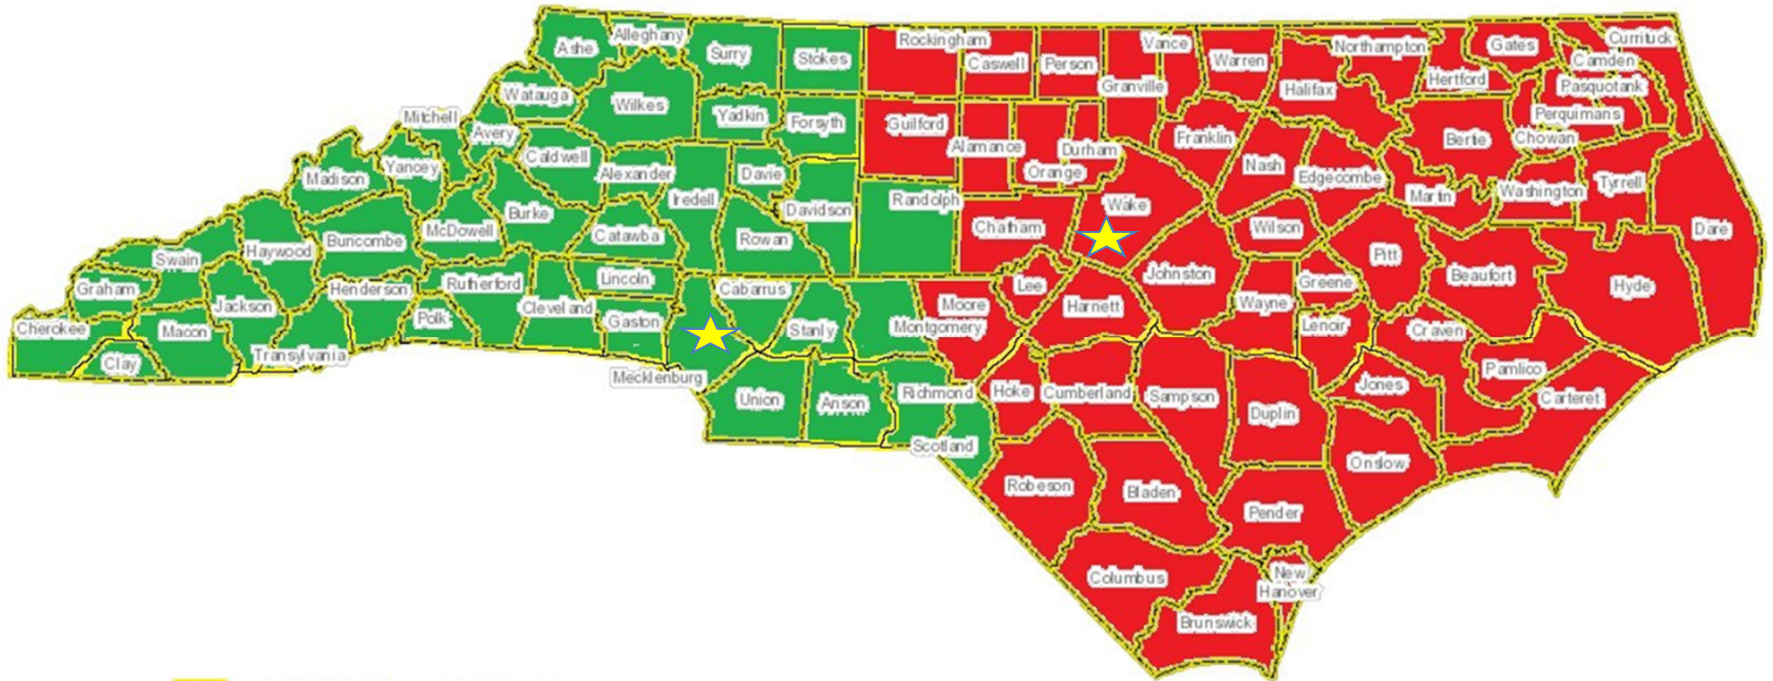 Ashe
Alleghany
Surry
Stokes
Rockingham
Caswell
Person
Vance
Granville
Warren
Northampton
Halifax
Hertford
Gates
Currituck
Camden
Pasquotank
Perquimans
Chowan
Bertie
Watauga
Wilkes
Yadkin
Forsyth
Guilford
Alamance
Orange
Durham
Franklin
Nash
Edgecombe
Martin
Washington
Tyrrell
Dare
Mitchell
Avery
Yancey
Madison
Caldwell
Alexander
Iredell
Davie
Davidson
Randolph
Chatham
Wake
Wilson
Pitt
Beaufort
Hyde
Swain
Haywood
Buncombe
McDowell
Burke
Catawba
Rowan
Graham
Jackson
Henderson
Rutherford
Cleveland
Lincoln
Gaston
Cabarrus
Stanly
Montgomery
Moore
Lee
Harnett
Johnston
Wayne
Greene
Lenoir
Craven
Pamlico
Cherokee
Clay
Macon
Transylvania
Polk
Mecklenburg
Union
Anson
Richmond
Scotland
Hoke
Cumberland
Sampson
Duplin
Jones
Carteret
Onslow
Robeson
Bladen
Pender
Columbus
Brunswick
New
Hanover